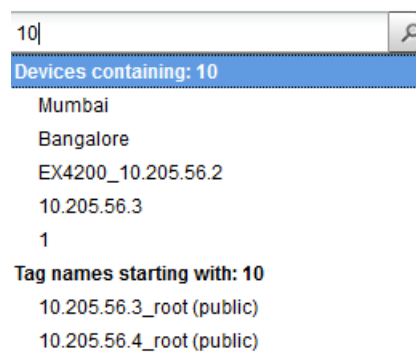 10
Devices containing: 10
Mumbai
Bangalore
EX4200_10.205.56.2
10.205.56.3
1
Tag names starting with: 10
10.205.56.3_root (public)
10.205.56.4_root (public)